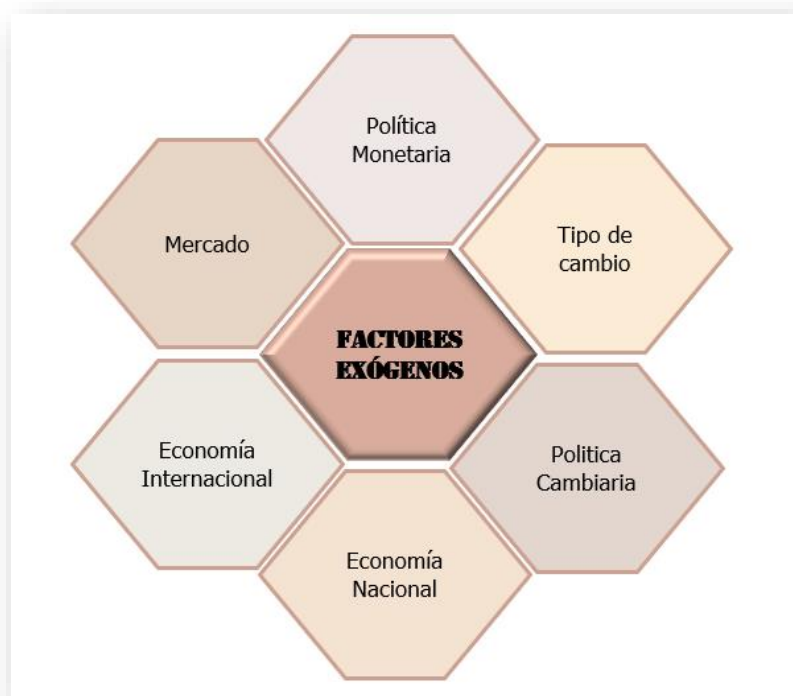 Política
Monetaria
Mercado
Tipo de
cambio
FACTORES
EXÓGENOS
Economía
Internacional
Politica
Cambiaria
Economía
Nacional